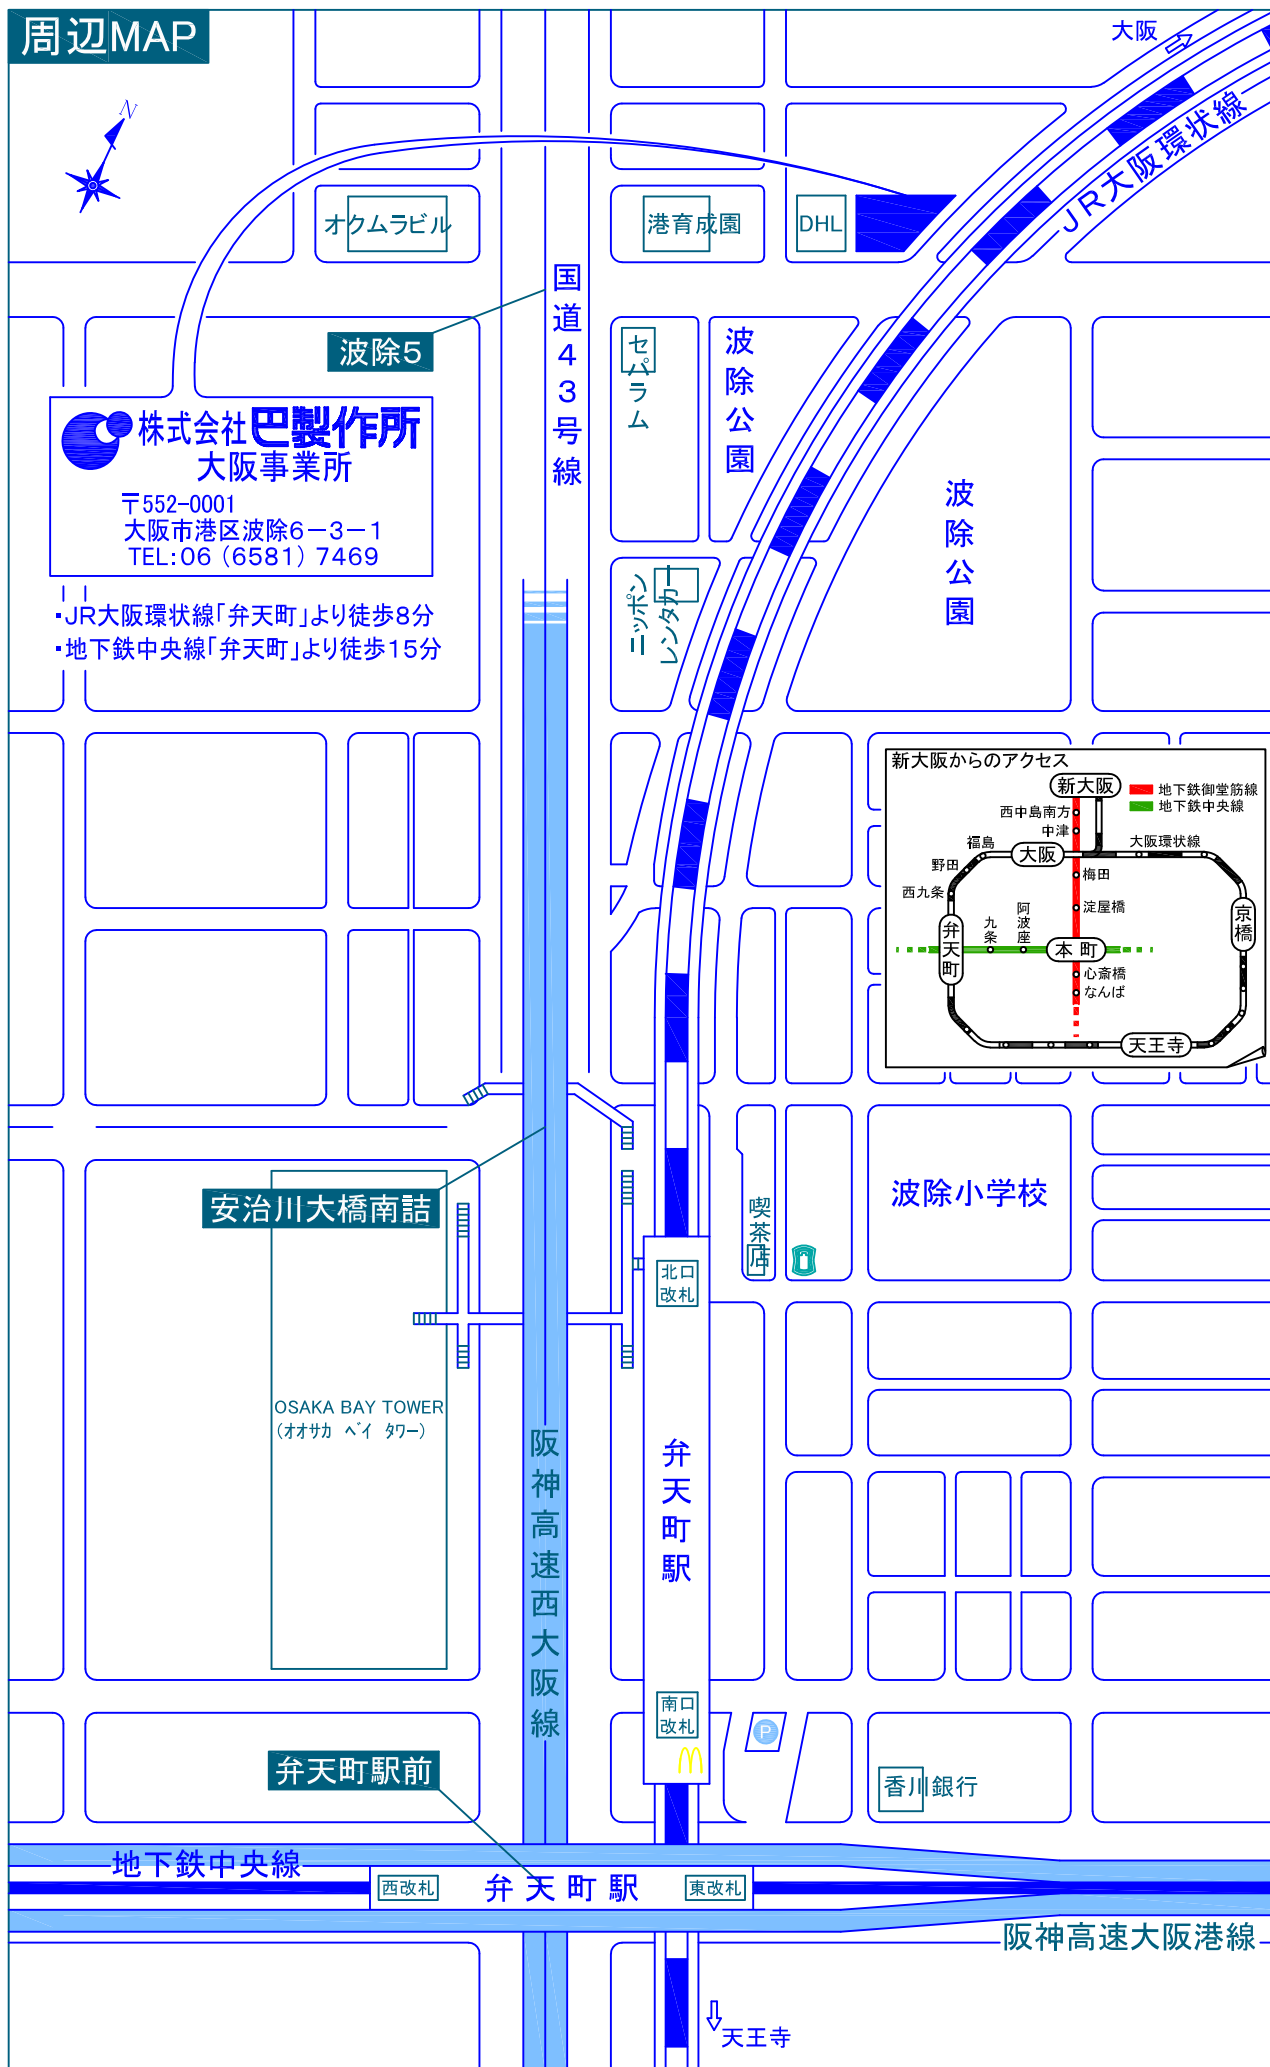 周辺MAP
大阪
N
JR大阪環状線
オクムラビル
港育成園
DHL
国道43号線
波除5
セパラム
波除公園
株式会社巴製作所
大阪事業所
〒552-0001
大阪市港区波除6-3-1
TEL:06（6581）7469
・JR大阪環状線「弁天町」より徒歩8分
・地下鉄中央線「弁天町」より徒歩15分
波除公園
ニッポン
レンタカー
新大阪からのアクセス
新大阪
地下鉄御堂筋線
地下鉄中央線
西中島南方
中津
福島
大阪
大阪環状線
野田
梅田
西九条
淀屋橋
京橋
弁天町
九条
阿波座
本町
心斎橋
なんば
天王寺
安治川大橋南詰
喫茶店
波除小学校
北口
改札
OSAKA BAY TOWER
（オオサカ ベイ タワー）
阪神高速西大阪線
弁天町駅
南口
改札
P
弁天町駅前
香川銀行
地下鉄中央線
西改札
弁天町駅
東改札
阪神高速大阪港線
天王寺